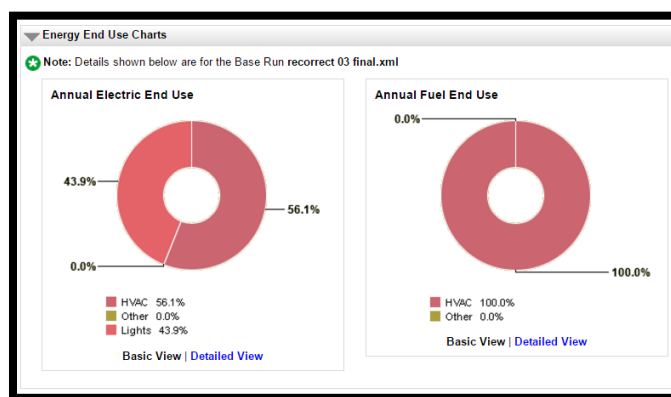 Energy End Use Charts
Note: Details shown below are for the Base Run recorrect 03 final.xml
Annual Electric End Use
43.9%
56.1%
0.0%
HVAC 56.1%
Other 0.0%
Lights 43.9%
Basic View | Detailed View
Annual Fuel End Use
0.0%
100.0%
HVAC 100.0%
Other 0.0%
Basic View | Detailed View